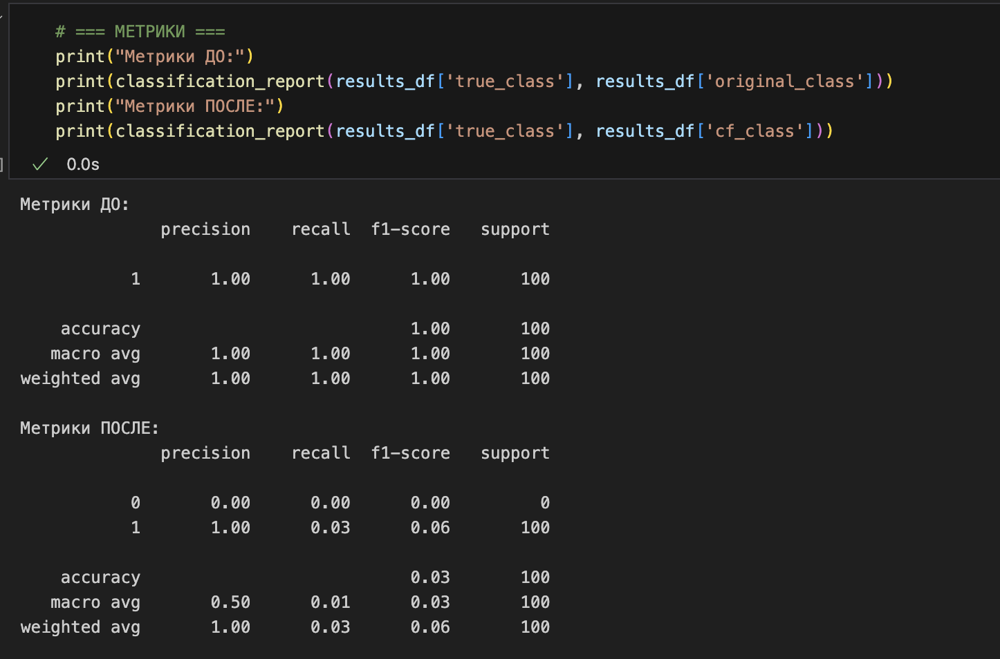 # === МЕТРИКИ ===
print("Метрики ДО:")
print(classification_report(results_df['true_class'], results_df['original_class']))
print("Метрики ПОСЛЕ:")
print(classification_report(results_df['true_class'], results_df['cf_class']))
] ✓ 0.0s
Метрики ДО:
precision recall f1-score support
1 1.00 1.00 1.00 100
accuracy 1.00 100
macro avg 1.00 1.00 1.00 100
weighted avg 1.00 1.00 1.00 100
Метрики ПОСЛЕ:
precision recall f1-score support
0 0.00 0.00 0.00 0
1 1.00 0.03 0.06 100
accuracy 0.03 100
macro avg 0.50 0.01 0.03 100
weighted avg 1.00 0.03 0.06 100